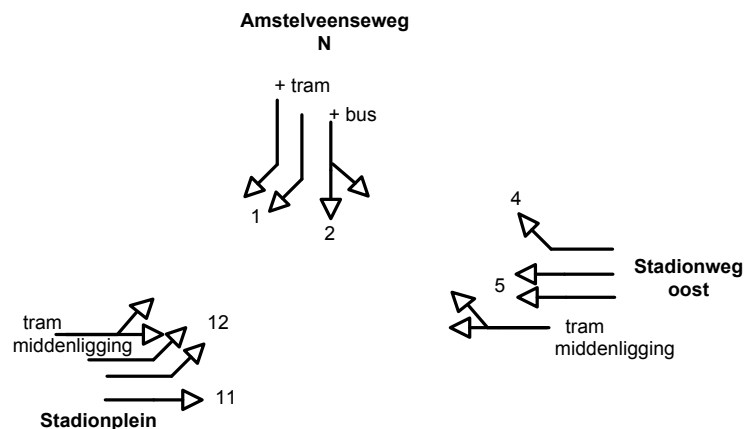 Amstelveenseweg
N
+ tram
+ bus
1
2
4
5
Stadionweg
oost
tram
middenligging
tram
middenligging
12
11
Stadionplein